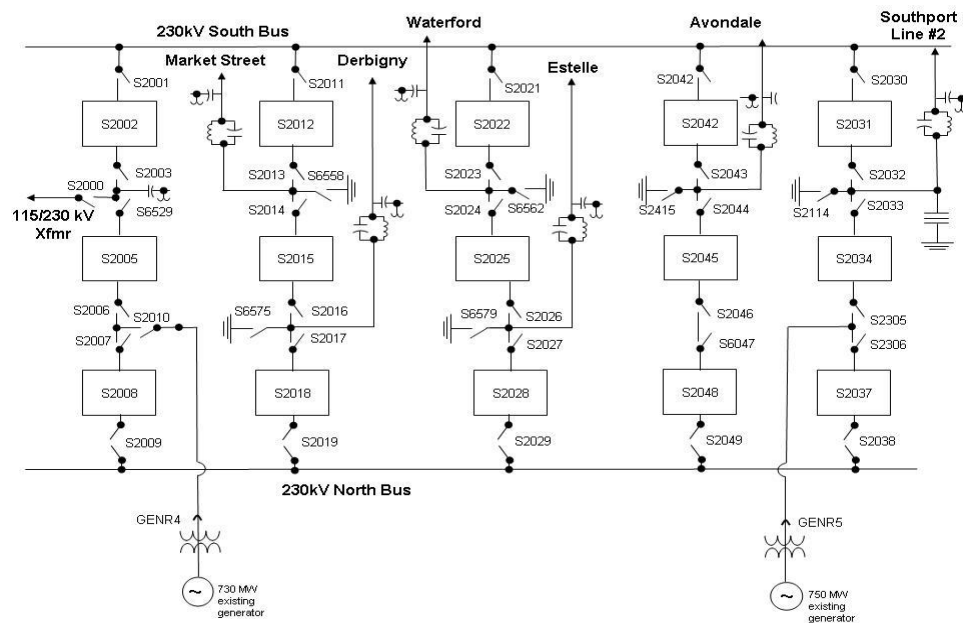 Waterford
Avondale
Southport
Line #2
230kV South Bus
Market Street
Derbigny
Estelle
S2001
S2011
S2021
S2042
S2030
S2002
S2012
S2022
S2042
S2031
S2003
S2013
S6558
S2023
S2043
S2032
S2000
S2014
S2024
S6562
S2415
S2044
S2114
S2033
115/230 kV
Xfmr
S6529
S2005
S2015
S2025
S2045
S2034
S2006
S2010
S6575
S2016
S6579
S2026
S2046
S2305
S2007
S2017
S2027
S6047
S2306
S2008
S2018
S2028
S2048
S2037
S2009
S2019
S2029
S2049
S2038
230kV North Bus
GENR4
GENR5
~
730 MW
existing
generator
~
750 MW
existing
generator